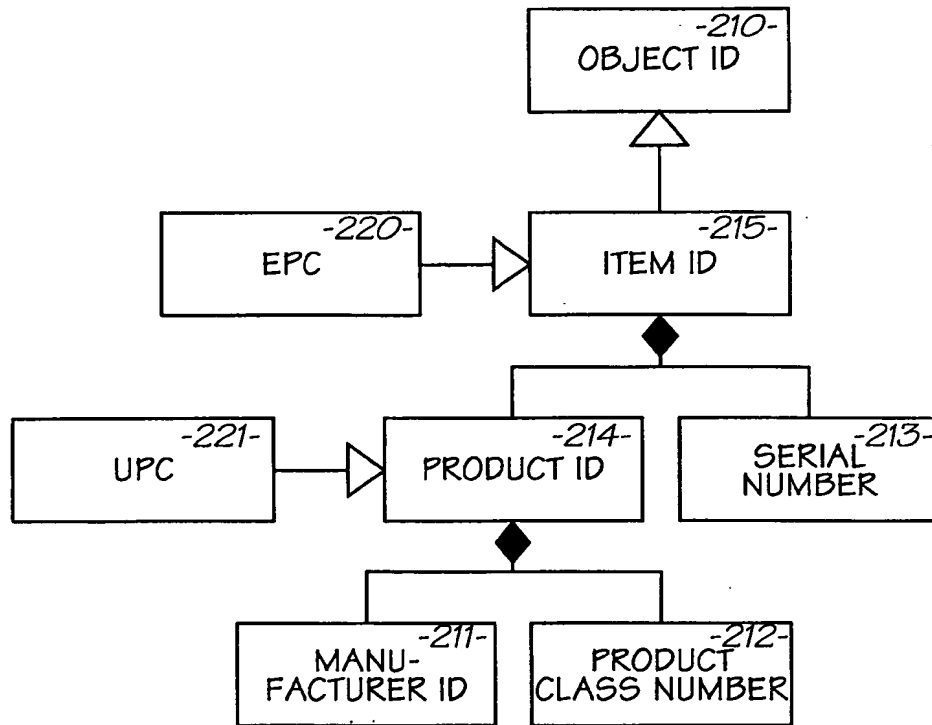 -210-
OBJECT ID
-220-
EPC
-215-
ITEM ID
-221-
UPC
-214-
PRODUCT ID
-213-
SERIAL
NUMBER
-211-
MANU-
FACTURER ID
-212-
PRODUCT
CLASS NUMBER